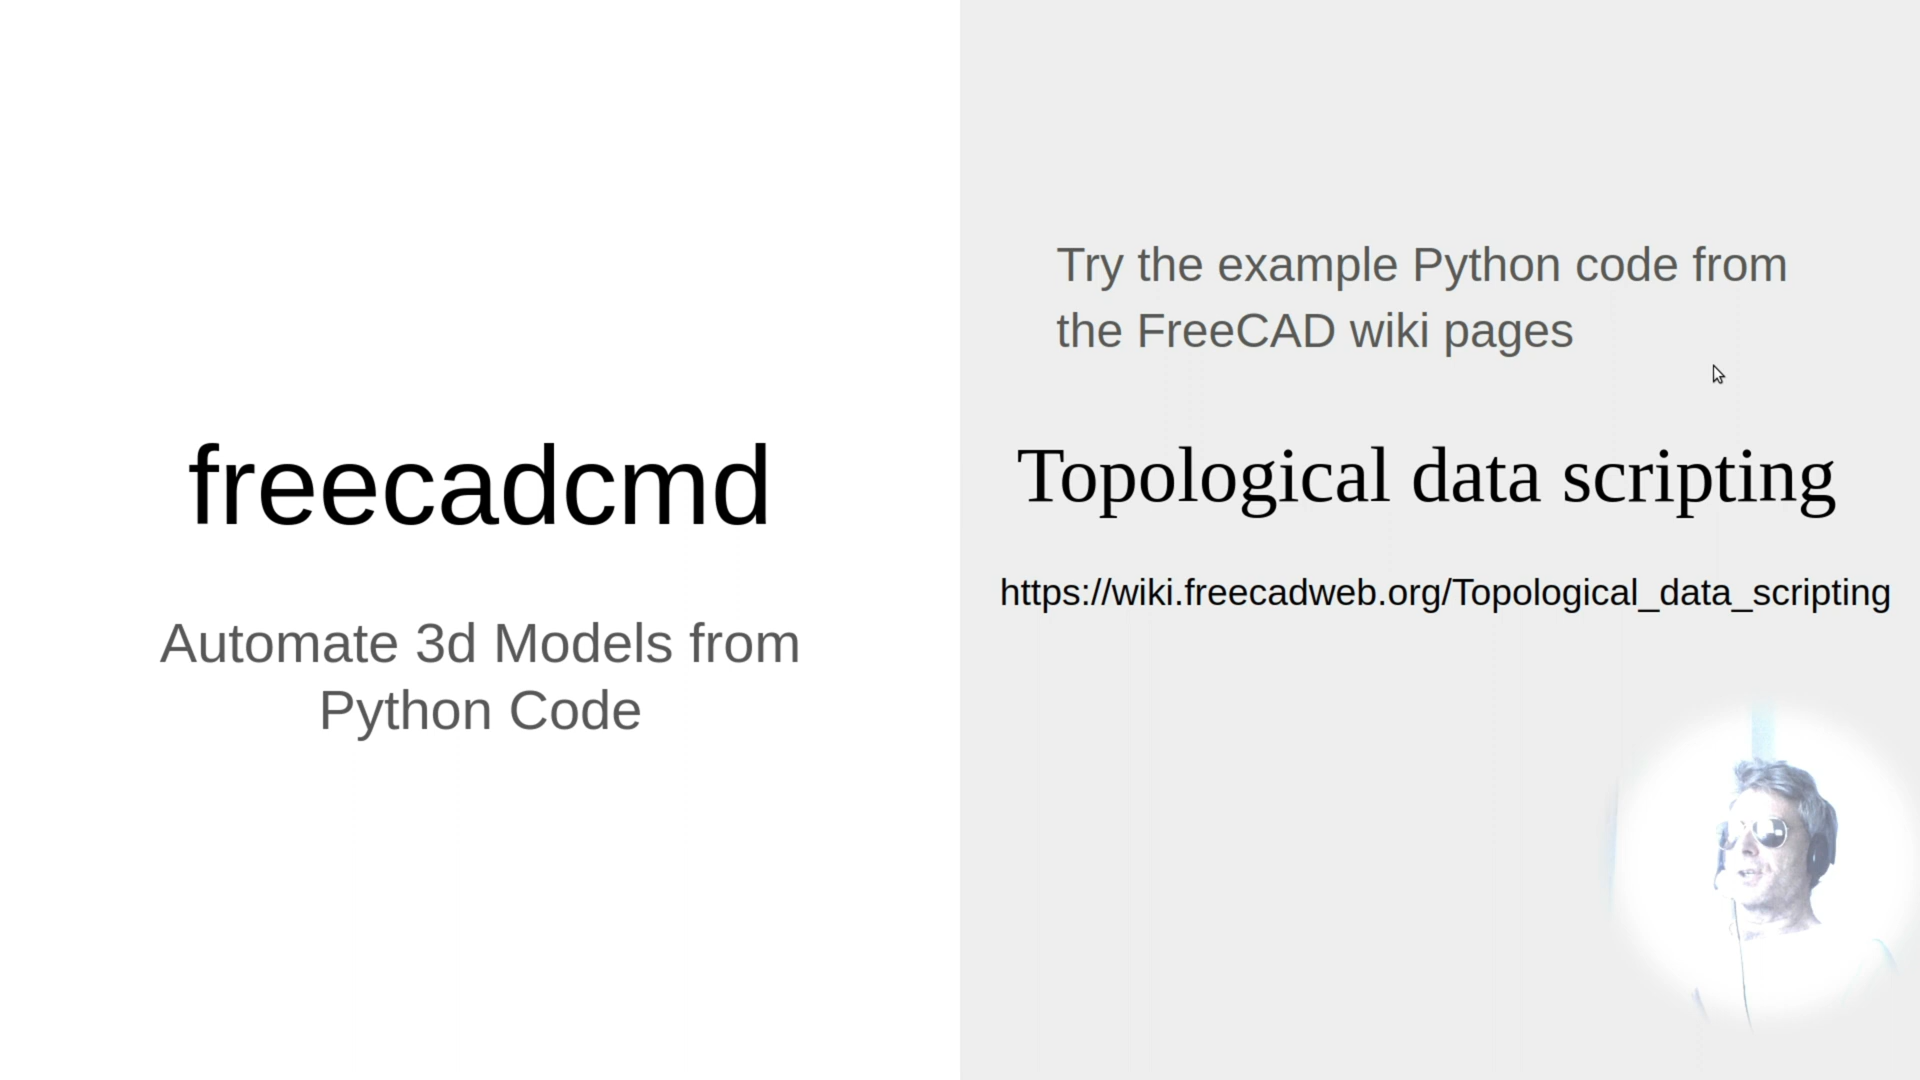 freecadcmd
Automate 3d Models from
Python Code
Try the example Python code from
the FreeCAD wiki pages
Topological data scripting
https://wiki.freecadweb.org/Topological_data_scripting